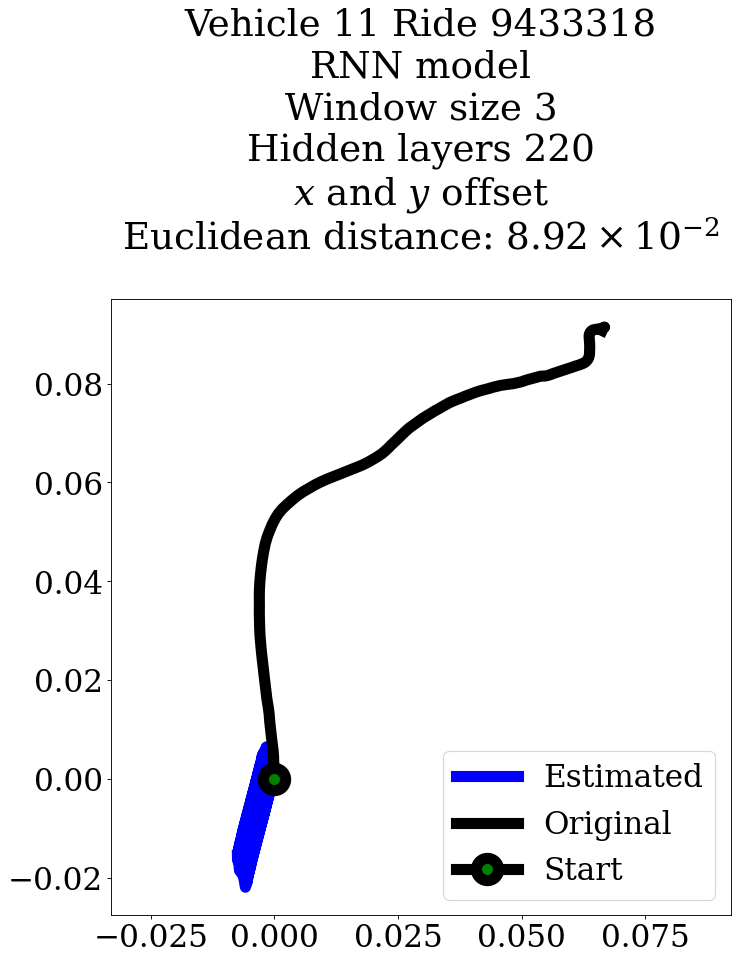 Vehicle 11 Ride 9433318
RNN model
Window size 3
Hidden layers 220
x and y offset
Euclidean distance: 8.92 × 10⁻²
0.08
0.06
0.04
0.02
0.00
−0.02
Estimated
Original
Start
−0.025 0.000 0.025 0.050 0.075